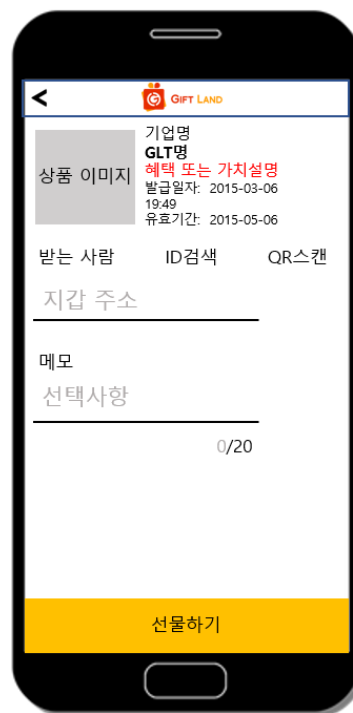 <
GIFT LAND
상품 이미지
기업명
GLT명
혜택 또는 가치설명
발급일자: 2015-03-06
19:49
유효기간: 2015-05-06
받는 사람 ID검색 QR스캔
지갑 주소
메모
선택사항
0/20
선물하기